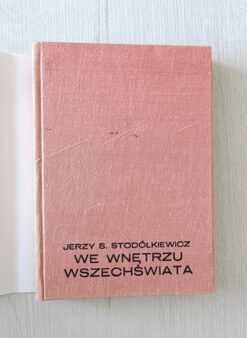 JERZY S. STODÓLKIEWICZ
WE WNĘTRZU
WSZECHŚWIATA